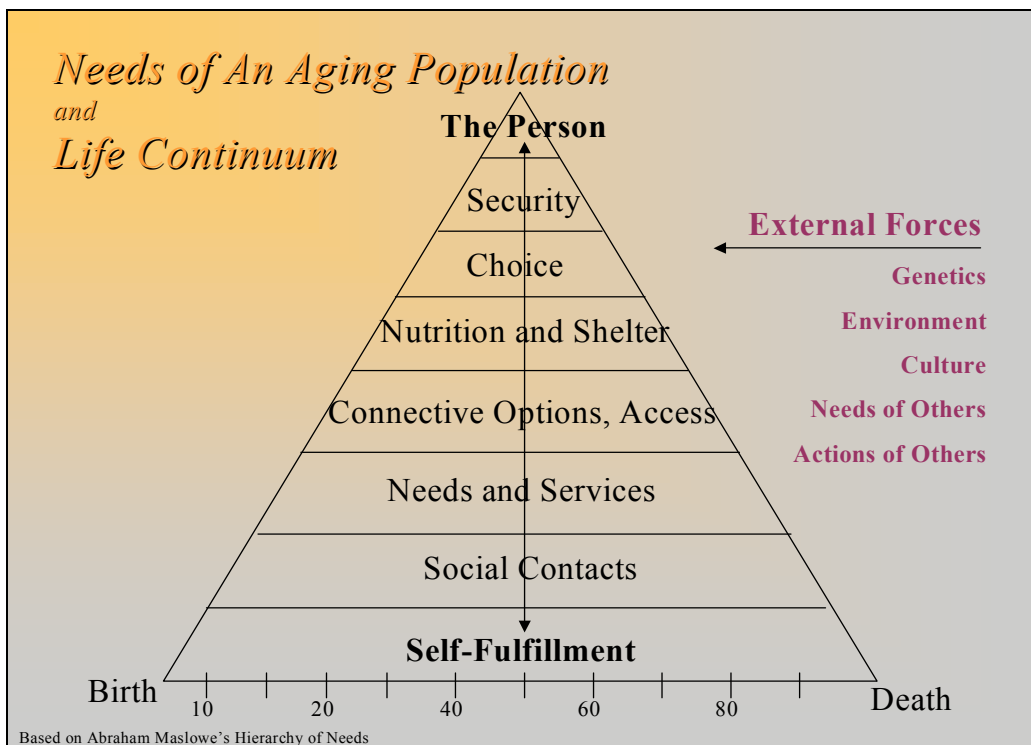 Needs of An Aging Population
and
Life Continuum
The Person
Security
Choice
Nutrition and Shelter
Connective Options, Access
Needs and Services
Social Contacts
Self-Fulfillment
External Forces
Genetics
Environment
Culture
Needs of Others
Actions of Others
Birth
10 20 40 60 80
Death
Based on Abraham Maslowe's Hierarchy of Needs